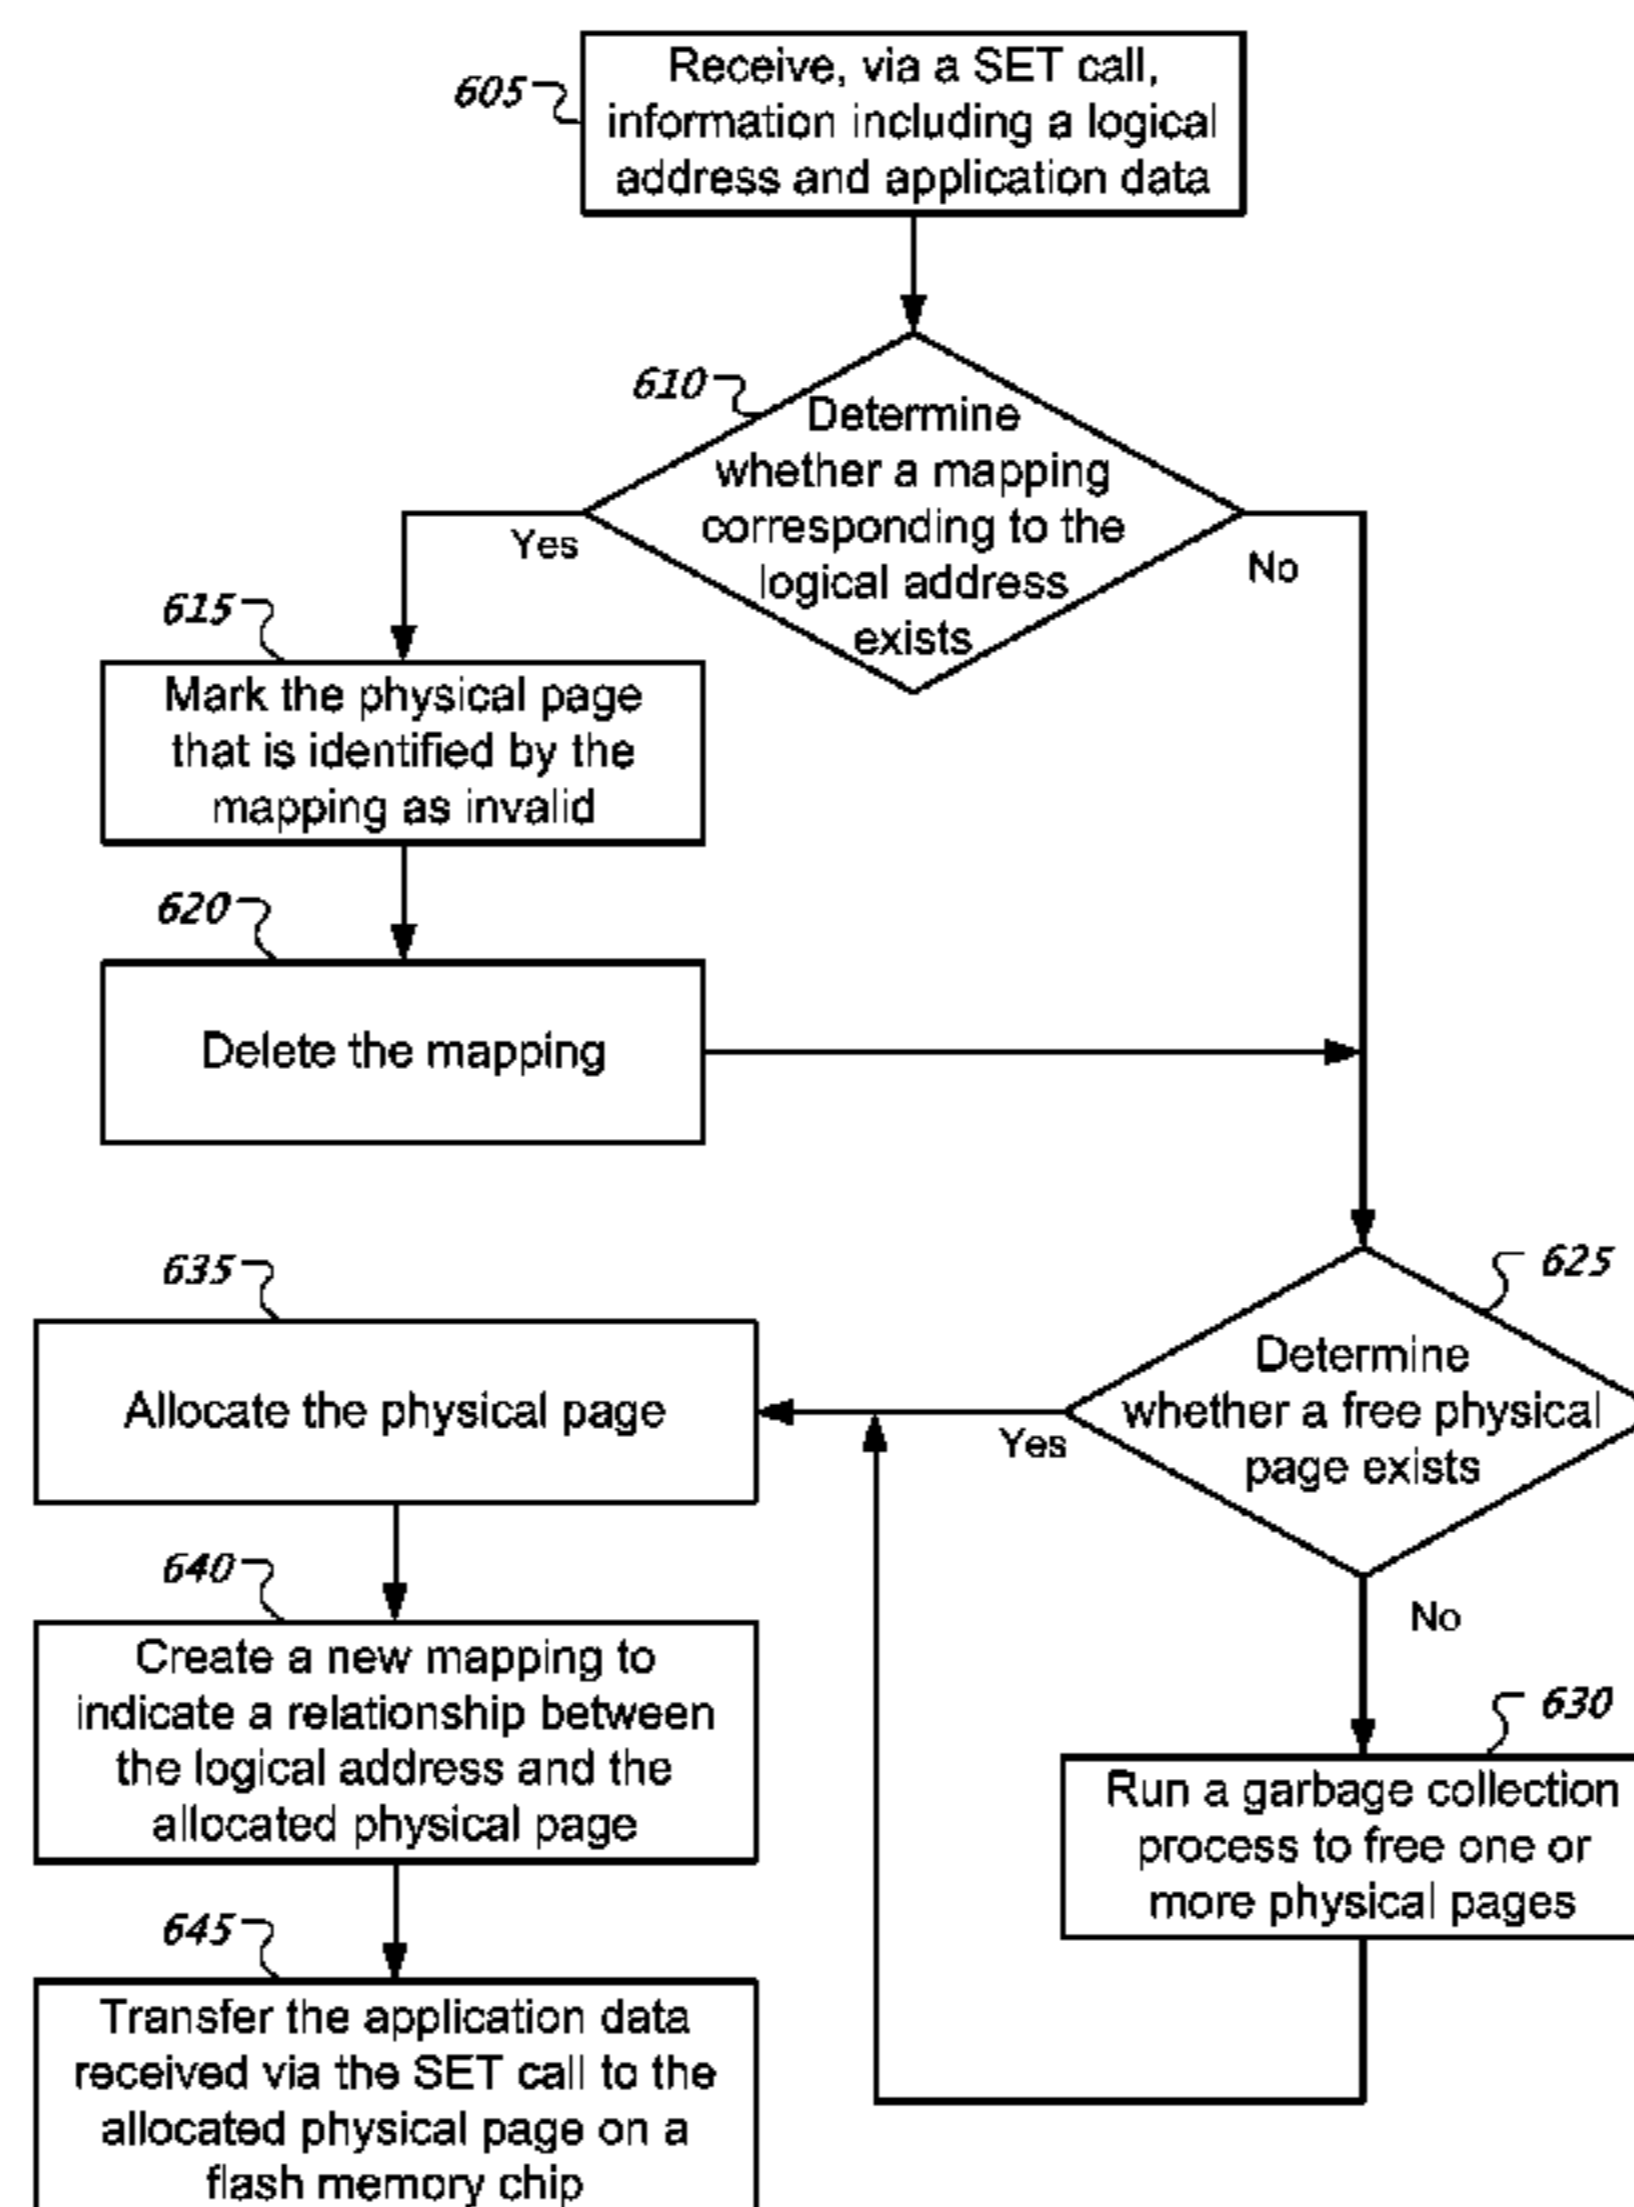 605
Receive, via a SET call,
information including a logical
address and application data
610
Determine
whether a mapping
corresponding to the
logical address
exists
Yes
No
615
Mark the physical page
that is identified by the
mapping as invalid
620
Delete the mapping
625
Determine
whether a free physical
page exists
Yes
No
630
Run a garbage collection
process to free one or
more physical pages
635
Allocate the physical page
640
Create a new mapping to
indicate a relationship between
the logical address and the
allocated physical page
645
Transfer the application data
received via the SET call to the
allocated physical page on a
flash memory chip